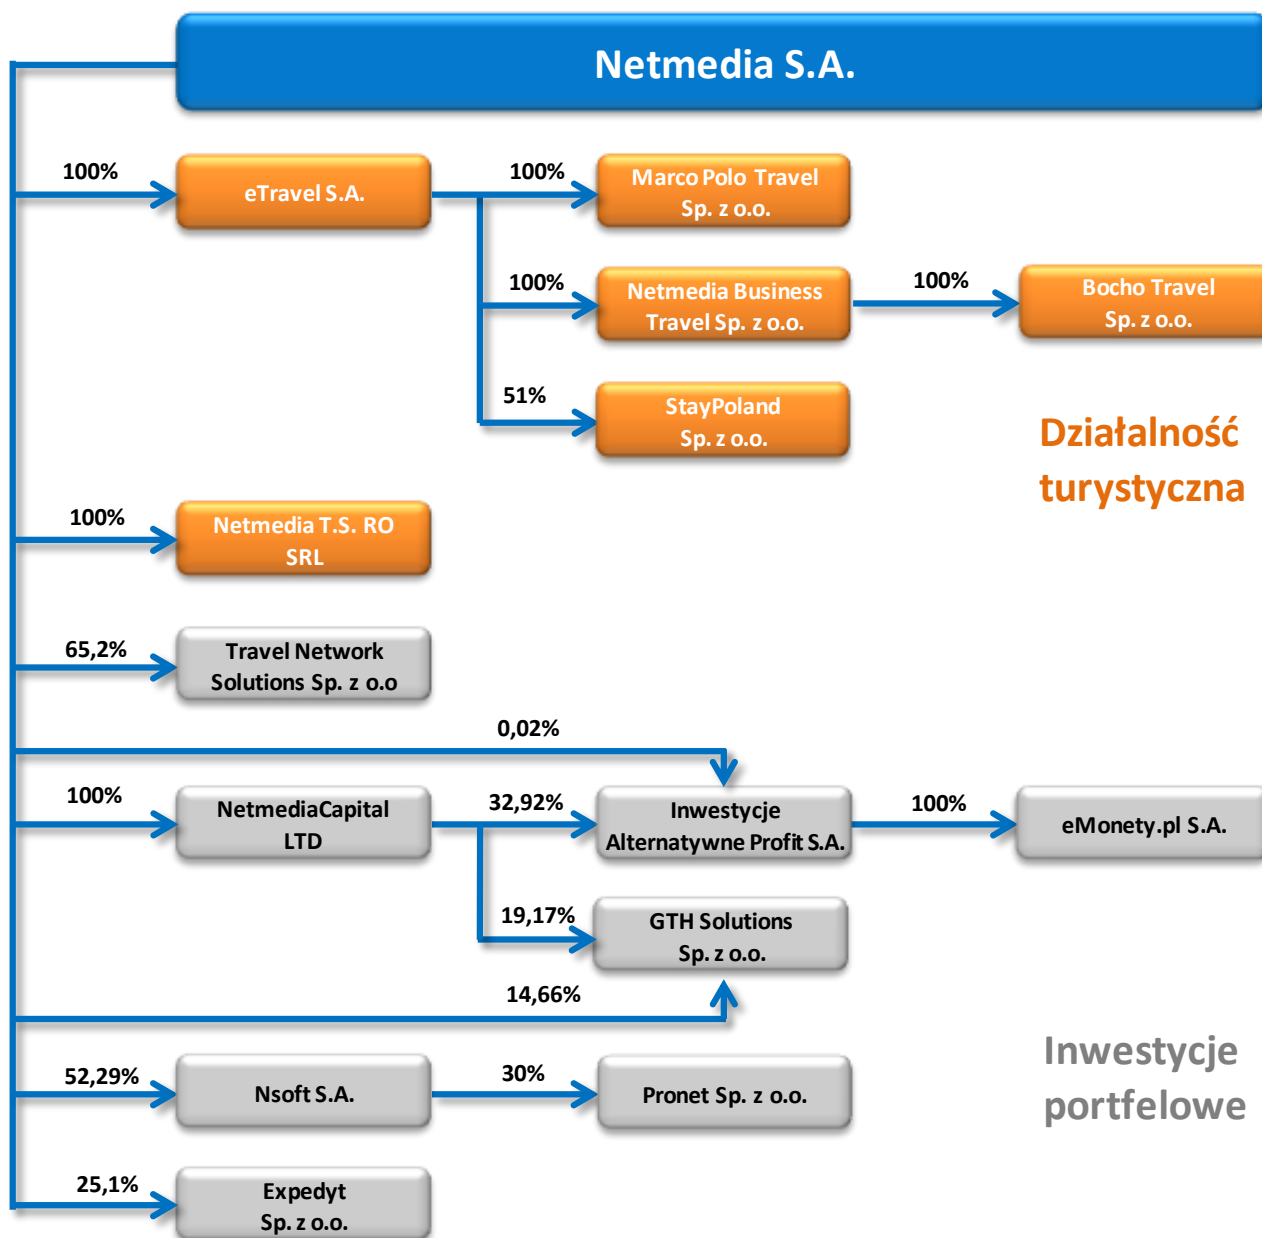 Netmedia S.A.
100%
eTravel S.A.
100%
Marco Polo Travel
Sp. z o.o.
100%
Netmedia Business
Travel Sp. z o.o.
100%
Bocho Travel
Sp. z o.o.
51%
StayPoland
Sp. z o.o.
Działalność
turystyczna
100%
Netmedia T.S. RO
SRL
65,2%
Travel Network
Solutions Sp. z o.o
0,02%
100%
NetmediaCapital
LTD
32,92%
Inwestycje
Alternatywne Profit S.A.
100%
eMonety.pl S.A.
19,17%
GTH Solutions
Sp. z o.o.
14,66%
Inwestycje
portfelowe
52,29%
Nsoft S.A.
30%
Pronet Sp. z o.o.
25,1%
Expedyt
Sp. z o.o.